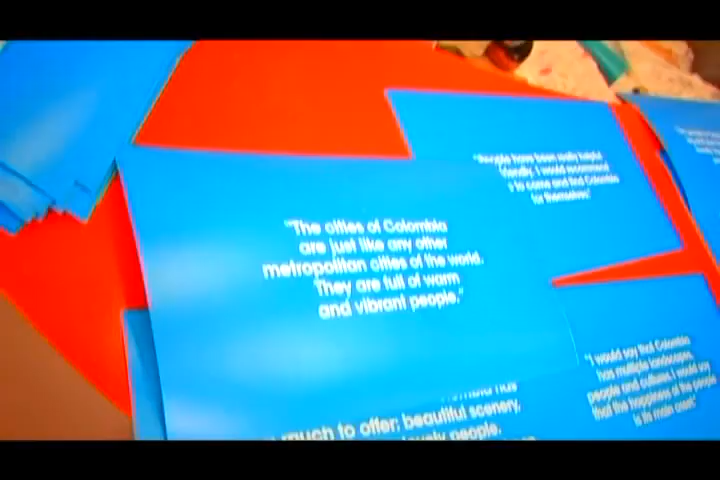 "The cities of Colombia
are just like any other
metropolitan cities of the world.
They are full of warm
and vibrant people."
"People have been really helpful
friendly, I would recommend
to come and find Colombia
for themselves"
"I would say that Colombia
has multiple landscapes,
people and cultures. I would say
that the happiness of the people
is its main asset."
much to offer: beautiful scenery,
lovely people.